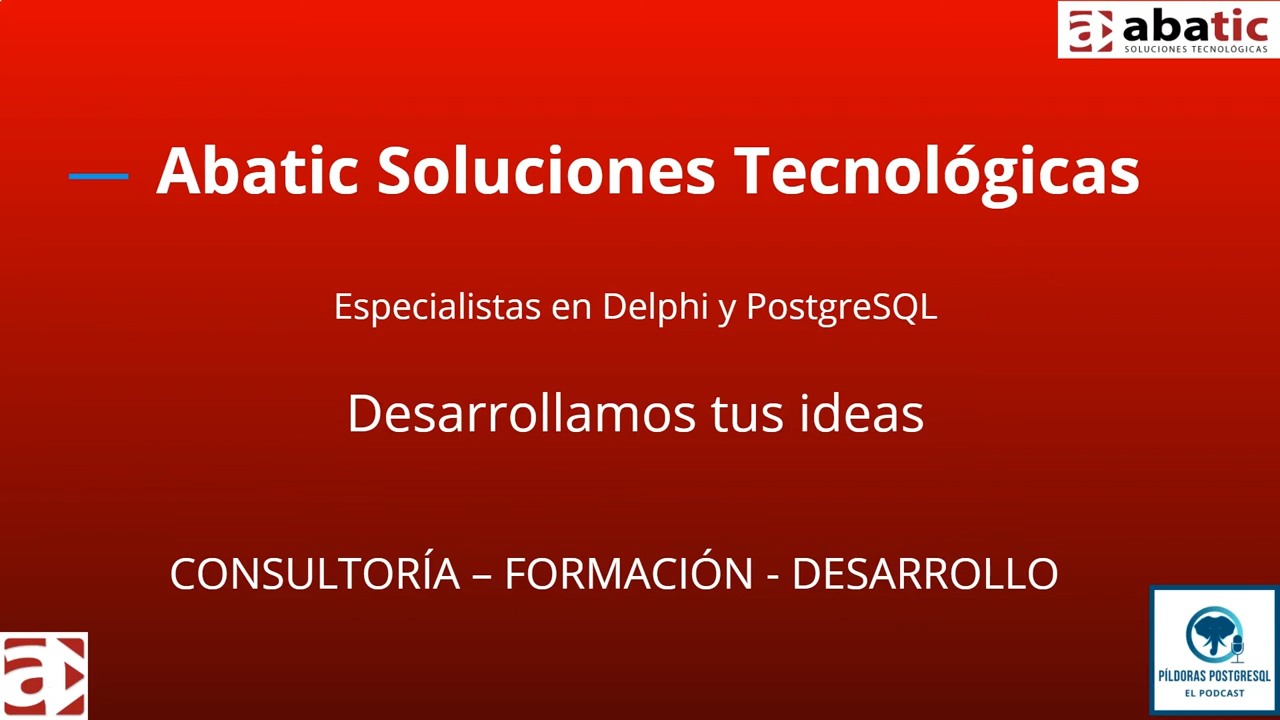 abatic
SOLUCIONES TECNOLÓGICAS
Abatic Soluciones Tecnológicas
Especialistas en Delphi y PostgreSQL
Desarrollamos tus ideas
CONSULTORÍA – FORMACIÓN - DESARROLLO
a
PÍLDORAS POSTGRESQL
EL PODCAST